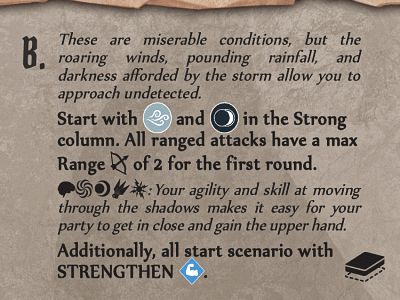 B. These are miserable conditions, but the
roaring winds, pounding rainfall, and
darkness afforded by the storm allow you to
approach undetected.
Start with and in the Strong
column. All ranged attacks have a max
Range of 2 for the first round.
: Your agility and skill at moving
through the shadows makes it easy for your
party to get in close and gain the upper hand.
Additionally, all start scenario with
STRENGTHEN .